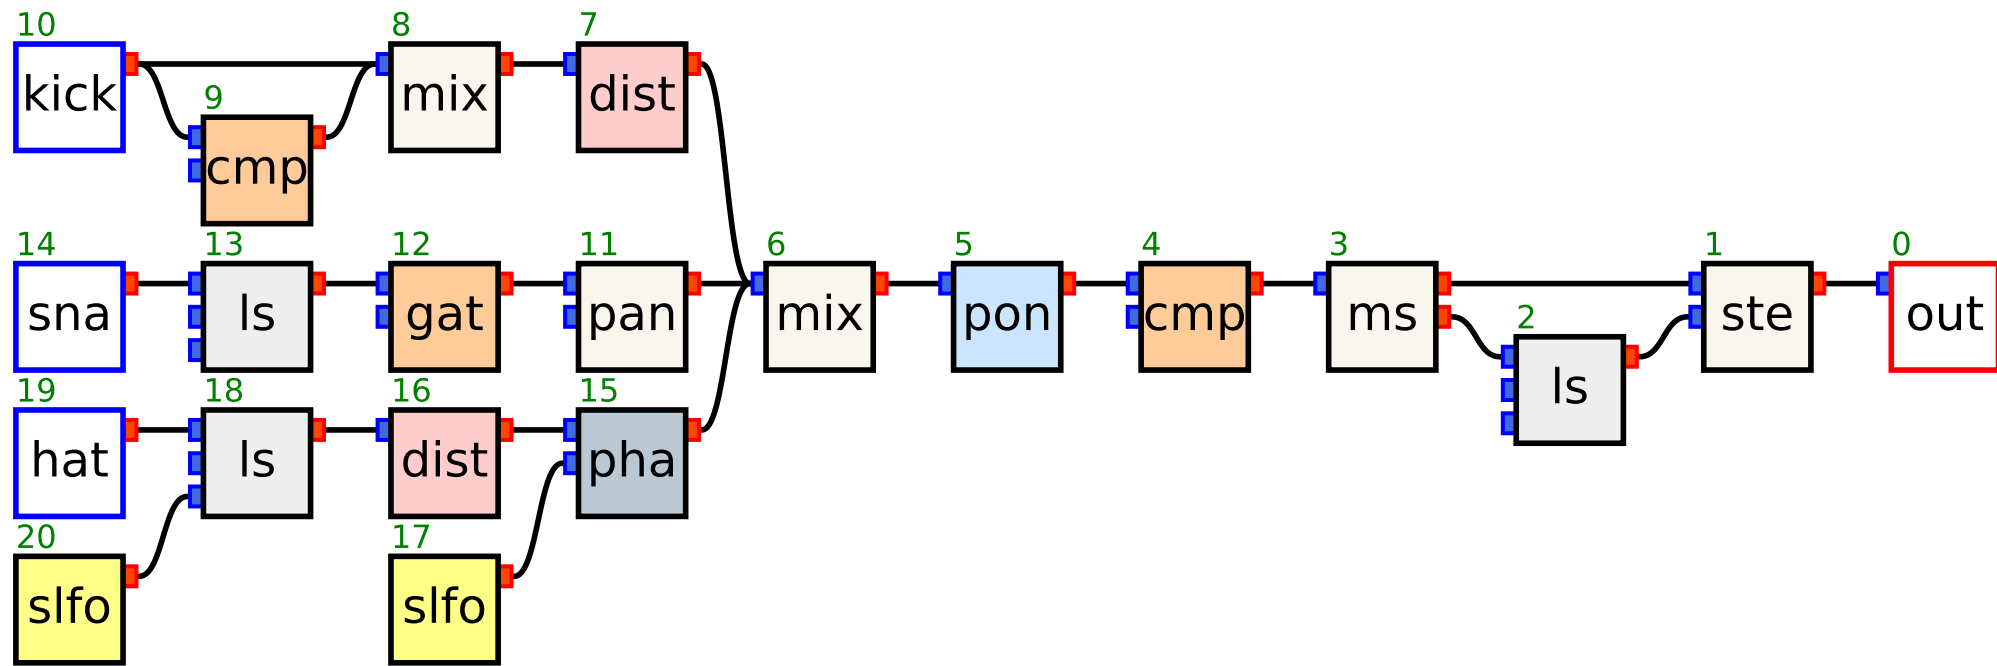 10 8 7
kick mix dist
9
cmp
14 13 12 11 6 5 4 3 1 0
sna ls gat pan mix pon cmp ms ste out
2
ls
19 18 16 15
hat ls dist pha
20 17
slfo slfo